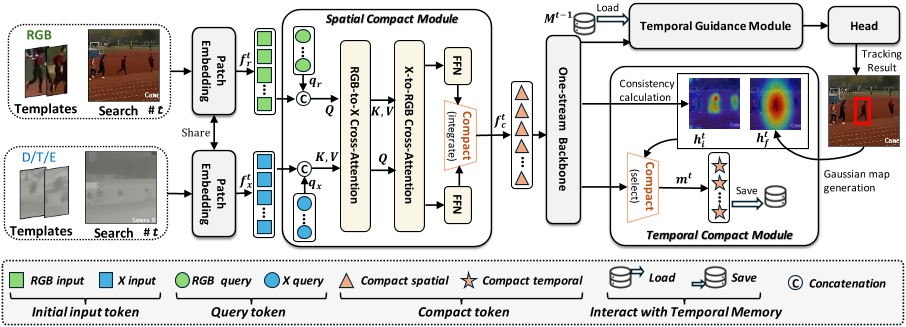 RGB
Templates
Search # t
D/T/E
Templates
Search # t
Camera 0
Patch Embedding
Share
Patch Embedding
f_r^t
f_x^t
Spatial Compact Module
q_r
q_x
C
C
Q
K, V
RGB-to-X Cross-Attention
K, V
Q
X-to-RGB Cross-Attention
FFN
Compact
(integrate)
FFN
f_c^t
One-stream Backbone
M^{t-1}
Load
Temporal Guidance Module
Head
Tracking
Result
Consistency
calculation
h_i^t
h_f^t
Came
Gaussian map
generation
Compact
(select)
m^t
Save
Temporal Compact Module
RGB input
X input
RGB query
X query
Compact spatial
Compact temporal
Load
Save
C
Concatenation
Initial input token
Query token
Compact token
Interact with Temporal Memory